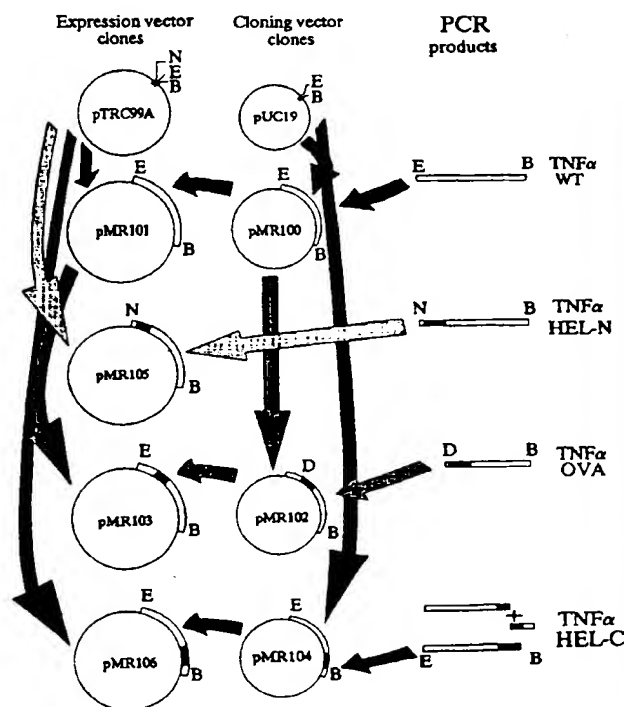 Expression vector
clones
Cloning vector
clones
PCR
products
N
E
B
pTRC99A
E
B
pUC19
E
B
TNFα
WT
E
B
pMR101
E
B
pMR100
N
B
TNFα
HEL-N
N
B
pMR105
D
B
TNFα
OVA
E
B
pMR103
D
B
pMR102
+
E
B
TNFα
HEL-C
E
B
pMR106
E
B
pMR104